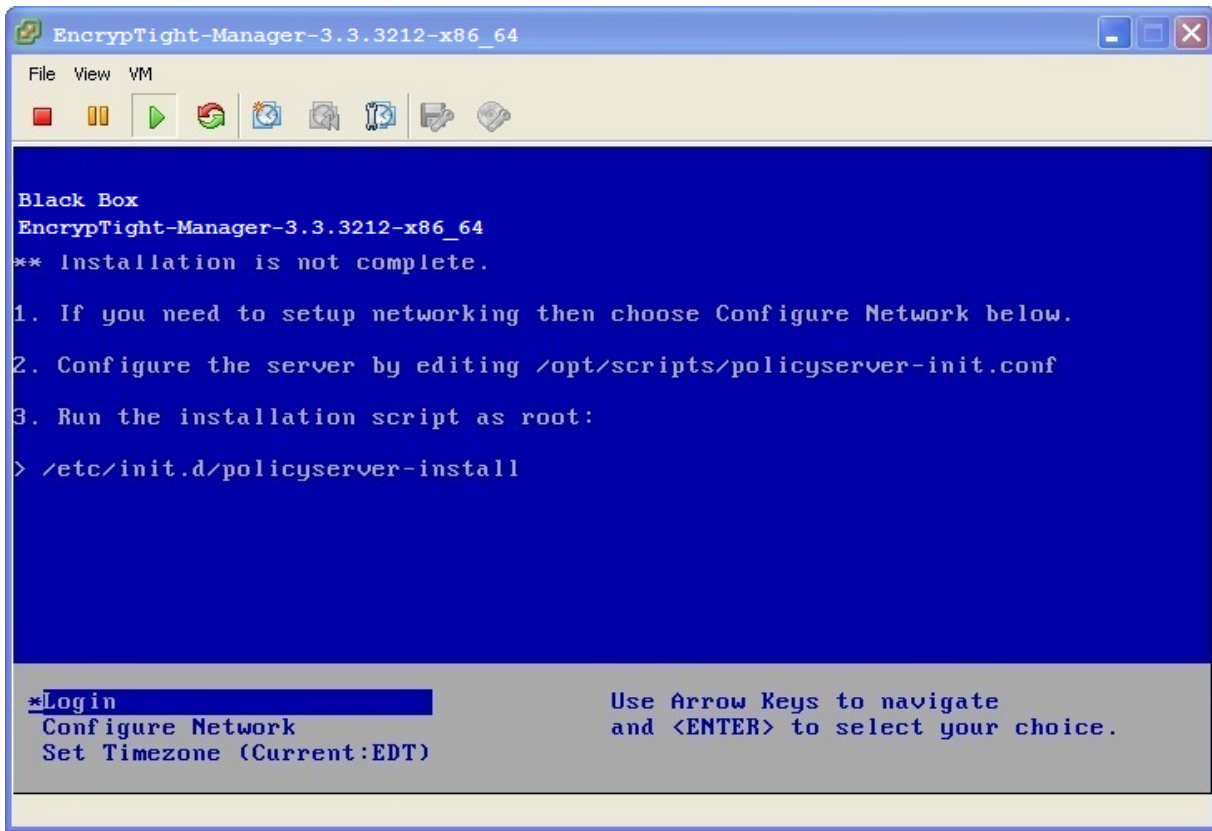 EncrypTight-Manager-3.3.3212-x86_64
File View VM
Black Box
EncrypTight-Manager-3.3.3212-x86_64
** Installation is not complete.
1. If you need to setup networking then choose Configure Network below.
2. Configure the server by editing /opt/scripts/policyserver-init.conf
3. Run the installation script as root:
> /etc/init.d/policyserver-install
*Login
Configure Network
Set Timezone (Current:EDT)
Use Arrow Keys to navigate
and <ENTER> to select your choice.